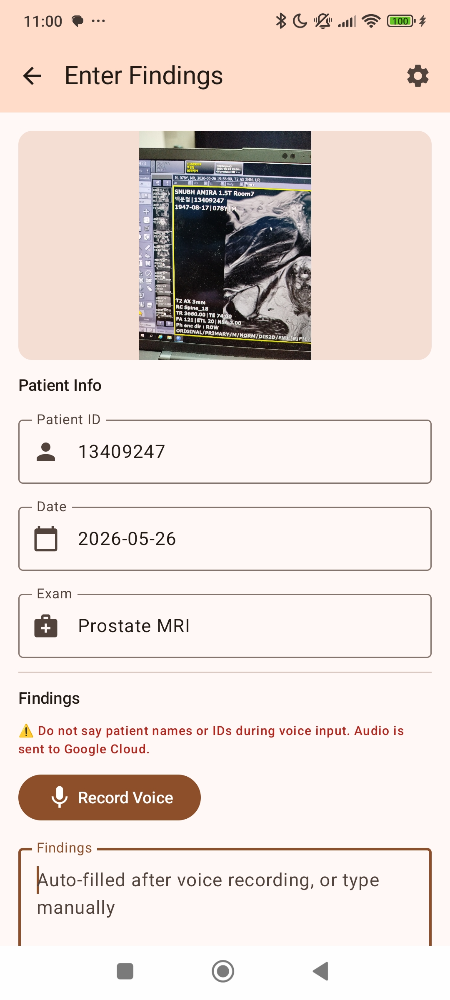 11:00
100
Enter Findings
13409247
백운철
078Y|M
M, 078Y, MR, 2026-05-26 19:56:09, T2 AX 3MM, UR
SNUBH AMIRA 1.5T Room7
백운철|13409247
1947-08-17|078Y|M
T2 AX 3mm
RC Spine_18
TR 3660.00|TE 74.00
FA 121|ETL 20|NSA 3.00
Ph enc dir : ROW
ORIGINAL/PRIMARY/M/NORM/DIS2D/FM1
Patient Info
Patient ID
13409247
Date
2026-05-26
Exam
Prostate MRI
Findings
⚠️ Do not say patient names or IDs during voice input. Audio is
sent to Google Cloud.
Record Voice
Findings
Auto-filled after voice recording, or type
manually